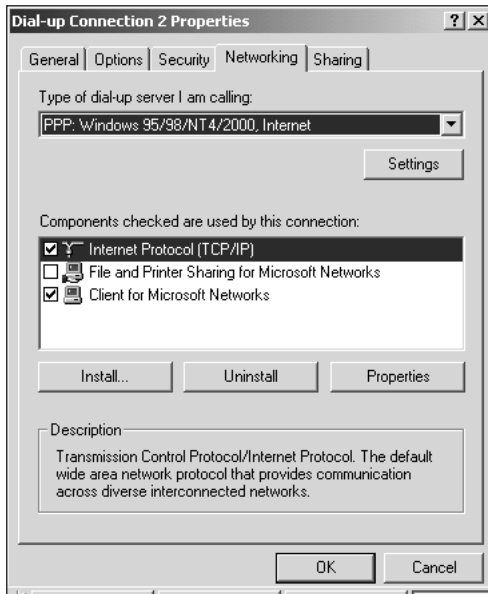 Dial-up Connection 2 Properties
General Options Security Networking Sharing
Type of dial-up server I am calling:
PPP: Windows 95/98/NT4/2000, Internet
Settings
Components checked are used by this connection:
Internet Protocol (TCP/IP)
File and Printer Sharing for Microsoft Networks
Client for Microsoft Networks
Install... Uninstall Properties
Description
Transmission Control Protocol/Internet Protocol. The default
wide area network protocol that provides communication
across diverse interconnected networks.
OK Cancel